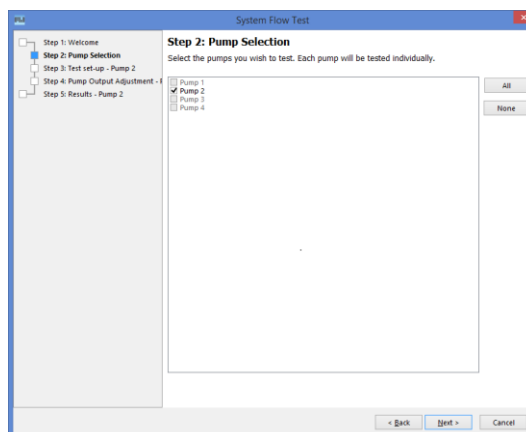 System Flow Test
Step 1: Welcome
Step 2: Pump Selection
Step 3: Test set-up - Pump 2
Step 4: Pump Output Adjustment -
Step 5: Results - Pump 2
Step 2: Pump Selection
Select the pumps you wish to test. Each pump will be tested individually.
Pump 1
Pump 2
Pump 3
Pump 4
All
None
< Back
Next >
Cancel